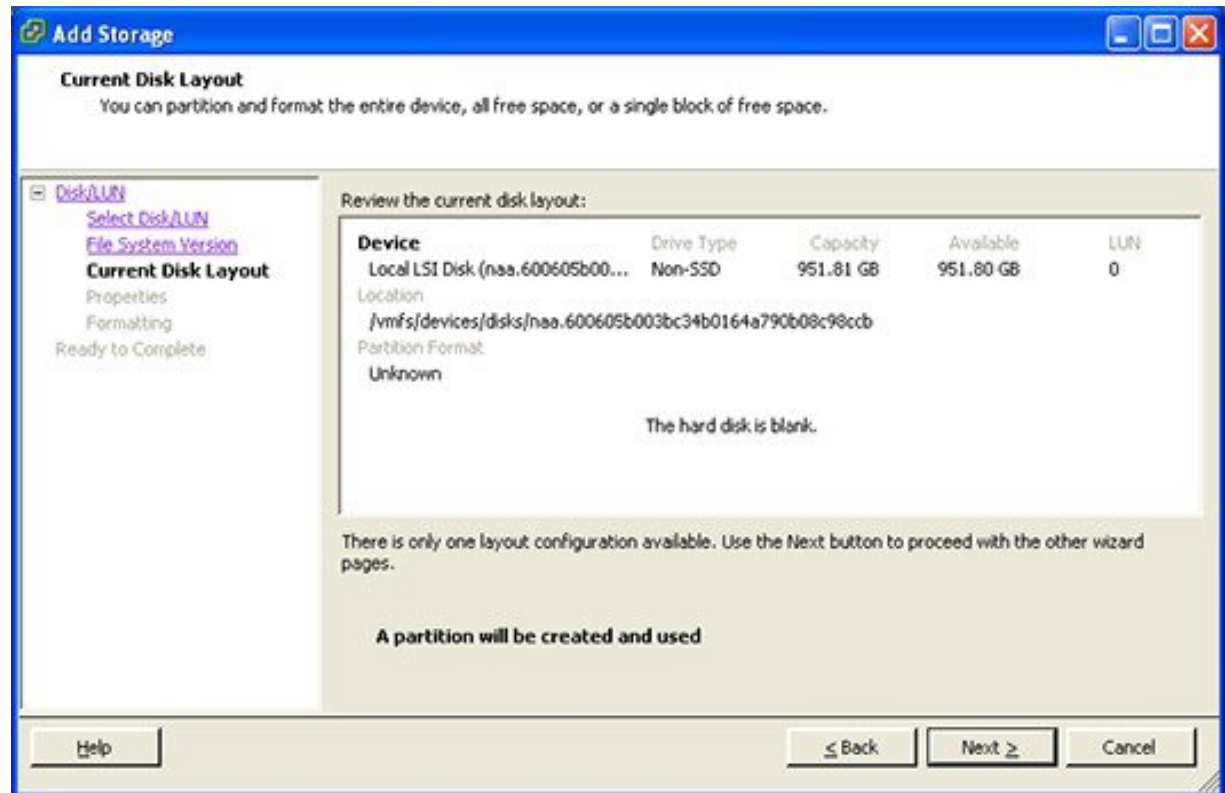 Add Storage
Current Disk Layout
You can partition and format the entire device, all free space, or a single block of free space.
Disk/LUN
Select Disk/LUN
File System Version
Current Disk Layout
Properties
Formatting
Ready to Complete
Review the current disk layout:
Device Drive Type Capacity Available LUN
Local LSI Disk (naa.600605b00... Non-SSD 951.81 GB 951.80 GB 0
Location
/vmfs/devices/disks/naa.600605b003bc34b0164a790b08c98ccb
Partition Format
Unknown
The hard disk is blank.
There is only one layout configuration available. Use the Next button to proceed with the other wizard
pages.
A partition will be created and used
Help
≤ Back
Next ≥
Cancel